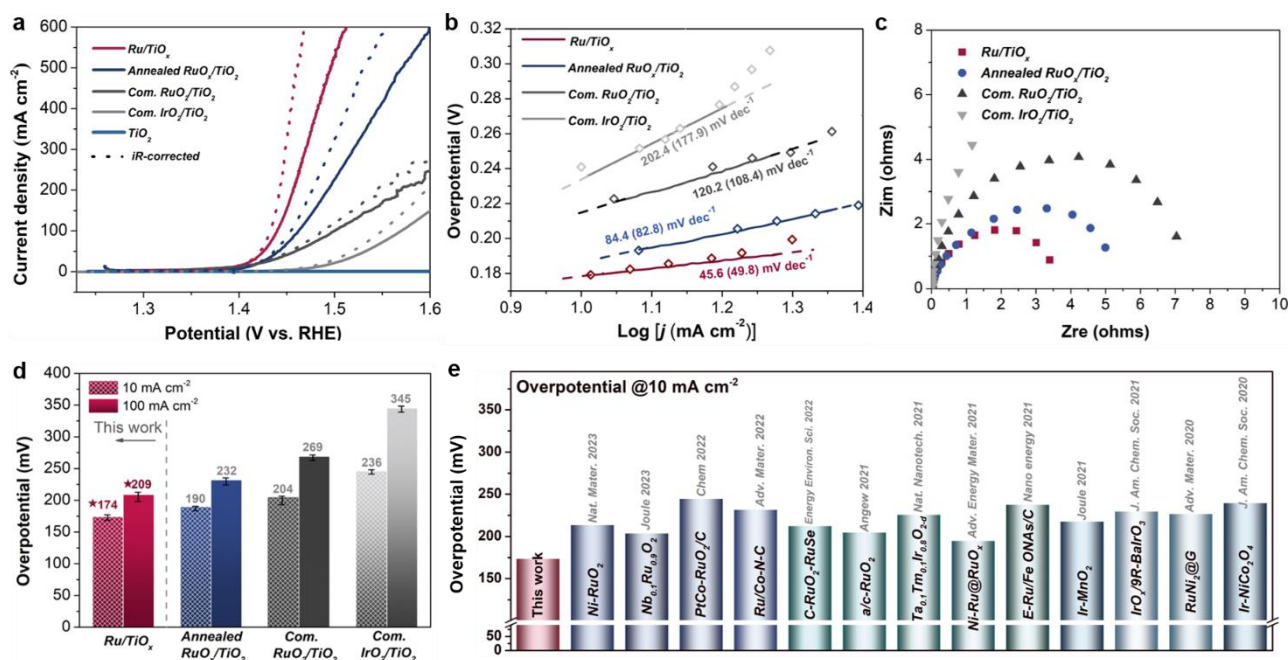 a
600
500
400
300
200
100
0
Current density (mA cm⁻²)
Ru/TiOₓ
Annealed RuOₓ/TiO₂
Com. RuO₂/TiO₂
Com. IrO₂/TiO₂
TiO₂
iR-corrected
1.3 1.4 1.5 1.6
Potential (V vs. RHE)
b
0.32
0.28
0.26
0.22
0.20
0.18
Overpotential (V)
Ru/TiOₓ
Annealed RuOₓ/TiO₂
Com. RuO₂/TiO₂
Com. IrO₂/TiO₂
202.4 (177.9) mV dec⁻¹
120.2 (108.4) mV dec⁻¹
84.4 (82.8) mV dec⁻¹
45.6 (49.8) mV dec⁻¹
0.9 1.0 1.1 1.2 1.3 1.4
Log [j (mA cm⁻²)]
c
8
6
4
2
0
Zim (ohms)
Ru/TiOₓ
Annealed RuOₓ/TiO₂
Com. RuO₂/TiO₂
Com. IrO₂/TiO₂
0 1 2 3 4 5 6 7 8 9 10
Zre (ohms)
d
400
350
300
250
200
150
100
50
0
Overpotential (mV)
10 mA cm⁻²
100 mA cm⁻²
This work
★174
★209
190
232
204
269
236
345
Ru/TiOₓ
Annealed
RuOₓ/TiO₂
Com.
RuO₂/TiO₂
Com.
IrO₂/TiO₂
e
Overpotential @10 mA cm⁻²
350
300
250
200
150
100
50
0
Overpotential (mV)
This work
Ni-RuO₂
Nat. Mater. 2023
Nb₀.₁Ru₀.₉O₂
Joule 2023
PtCo-RuO₂/C
Chem 2022
Ru/Co-N-C
Adv. Mater. 2022
C-RuO₂-RuSe
Energy Environ. Sci. 2022
a/c-RuO₂
Angew 2021
Ta₀.₁Tm₀.₁Ir₀.₈O₂₋d
Nat. Nanotech. 2021
Ni-Ru@RuOₓ
Adv. Energy Mater. 2021
E-Ru/Fe ONAs/C
Nano energy 2021
Ir-MnO₂
Joule 2021
IrOₓ/9R-BaIrO₃
J. Am. Chem. Soc. 2021
RuNi₂@G
Adv. Mater. 2020
Ir-NiCo₂O₄
J. Am. Chem. Soc. 2020